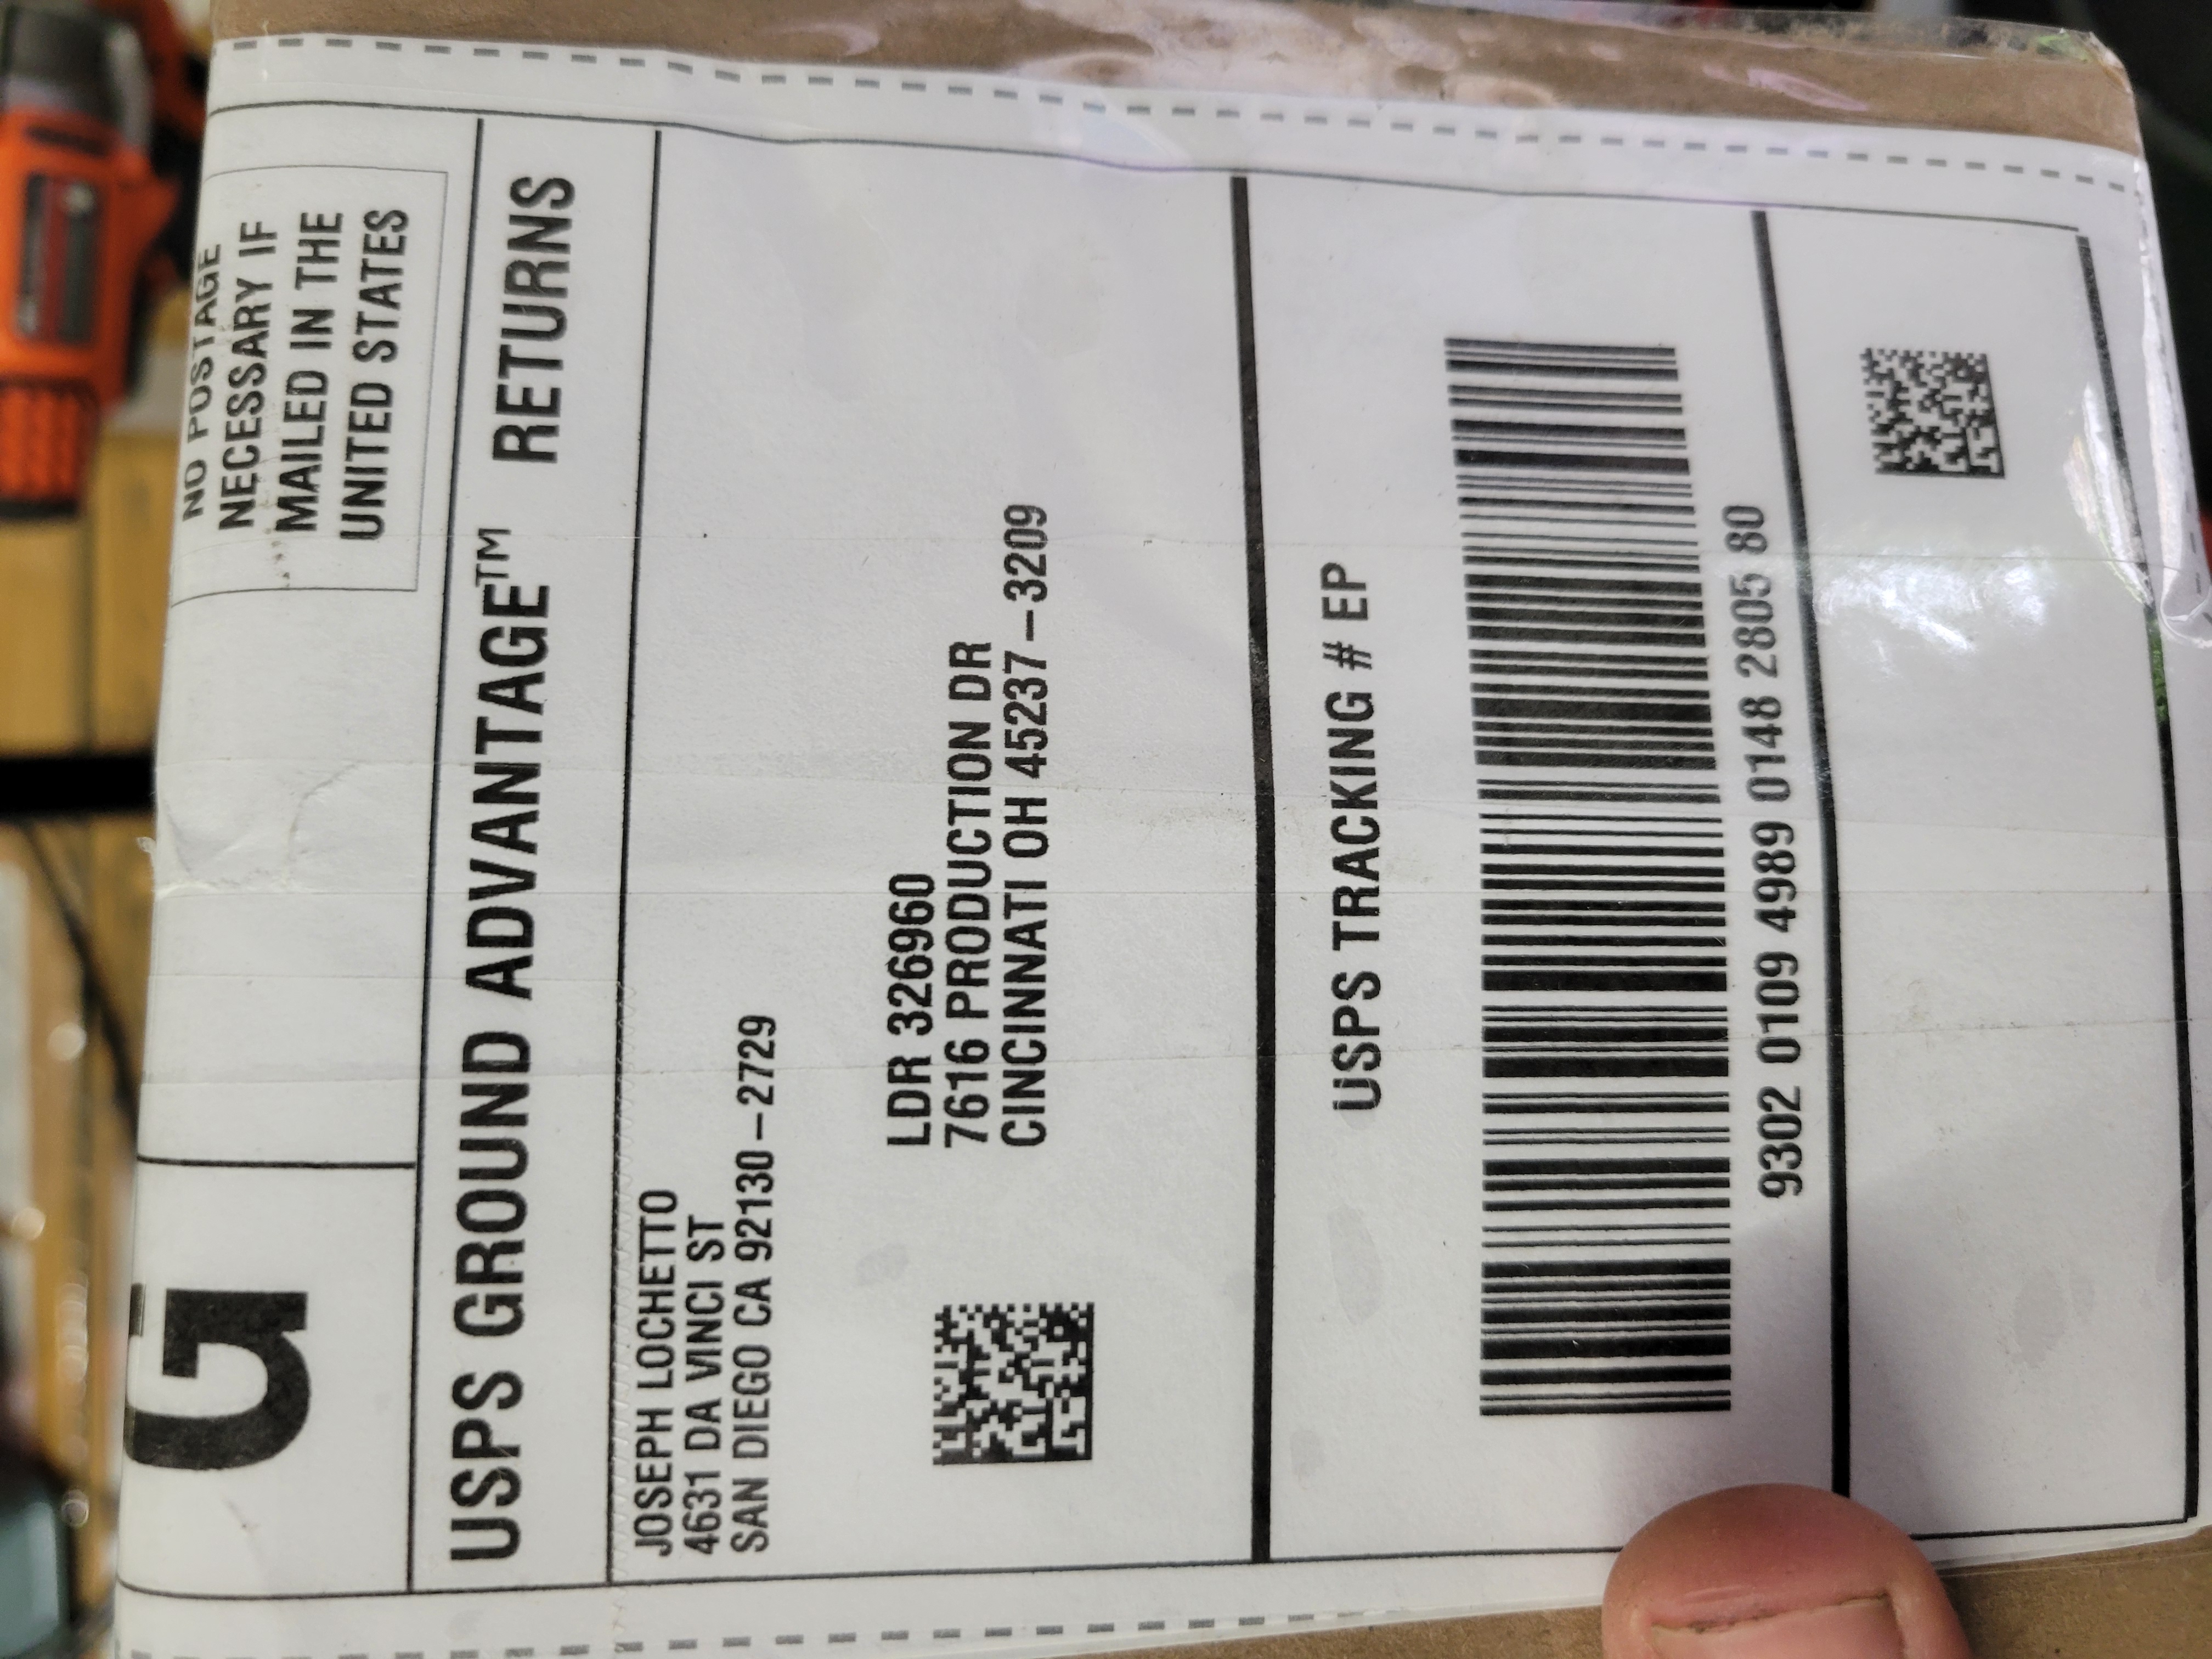 G
NO POSTAGE
NECESSARY IF
MAILED IN THE
UNITED STATES
USPS GROUND ADVANTAGE™ RETURNS
JOSEPH LOCHETTO
4631 DA VINCI ST
SAN DIEGO CA 92130-2729
LDR 326960
7616 PRODUCTION DR
CINCINNATI OH 45237-3209
USPS TRACKING # EP
9302 0109 4989 0148 2805 80